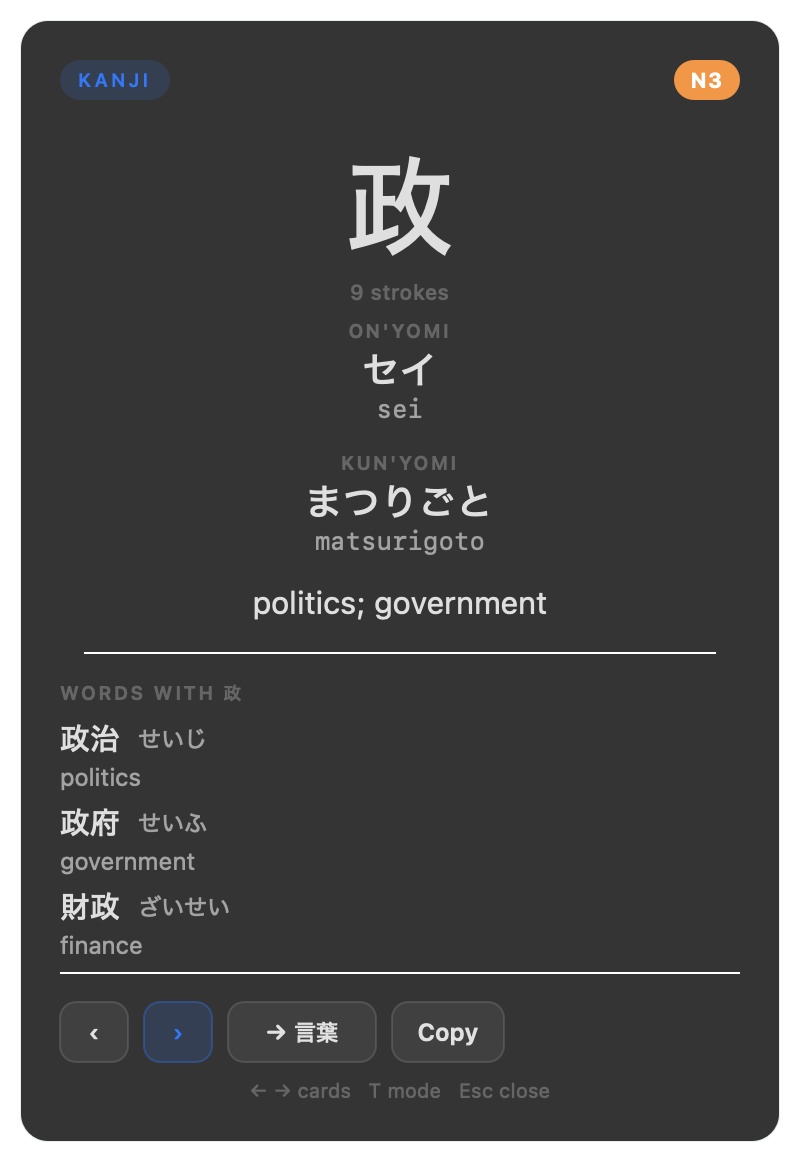 KANJI N3
政
9 strokes
ON'YOMI
セイ
sei
KUN'YOMI
まつりごと
matsurigoto
politics; government
WORDS WITH 政
政治 せいじ
politics
政府 せいふ
government
財政 ざいせい
finance
‹ › → 言葉 Copy
← → cards T mode Esc close